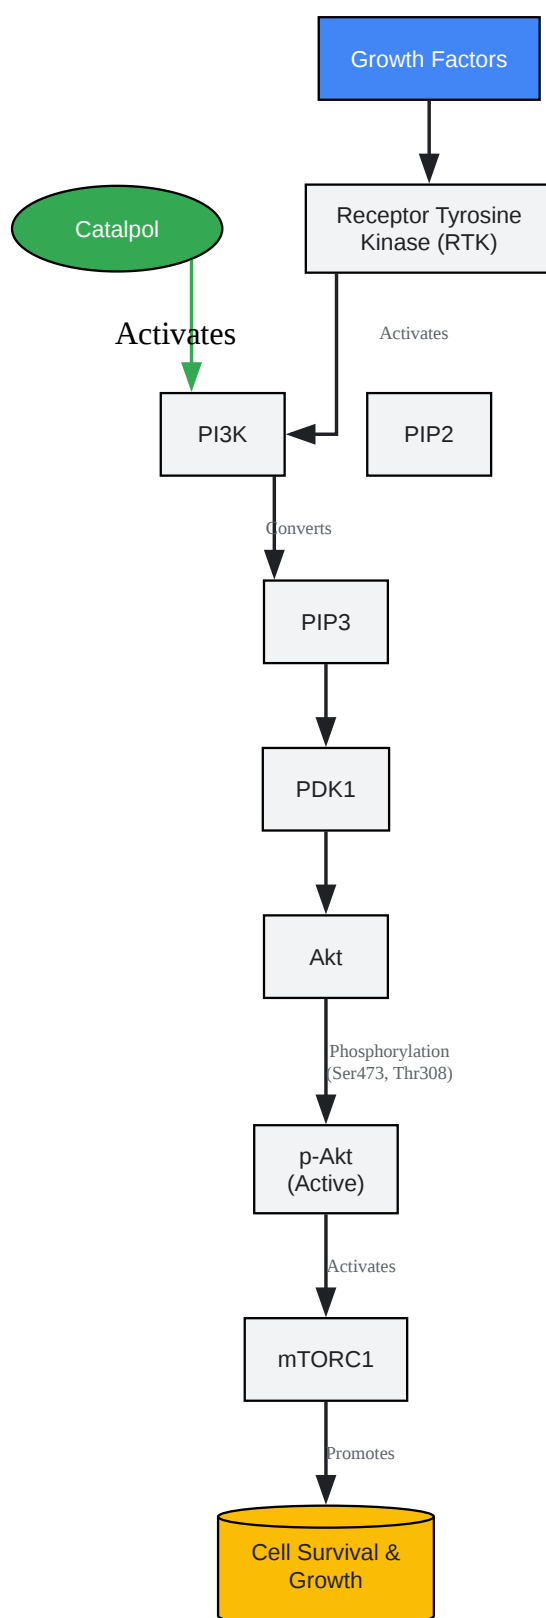 Growth Factors
Receptor Tyrosine
Kinase (RTK)
Catalpol
Activates
Activates
PI3K
PIP2
Converts
PIP3
PDK1
Akt
Phosphorylation
(Ser473, Thr308)
p-Akt
(Active)
Activates
mTORC1
Promotes
Cell Survival &
Growth